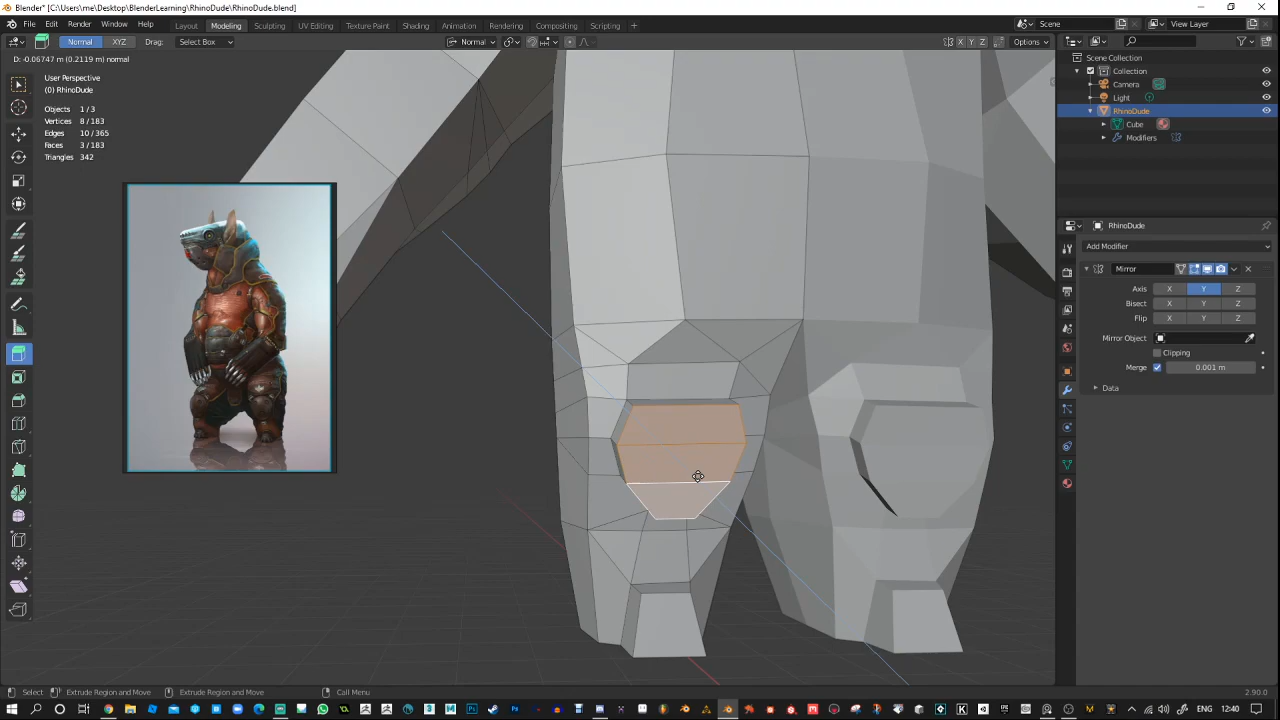 Blender* [C:\Users\me\Desktop\BlenderLearning\RhinoDude\RhinoDude.blend]
File Edit Render Window Help Layout Modeling Sculpting UV Editing Texture Paint Shading Animation Rendering Compositing Scripting + Scene View Layer
Normal XYZ Drag: Select Box Normal X Y Z Options
D: -0.06747 m (0.2119 m) normal
User Perspective
(0) RhinoDude
Objects 1 / 3
Vertices 8 / 183
Edges 10 / 365
Faces 3 / 183
Triangles 342
Scene Collection
Collection
Camera
Light
RhinoDude
Cube
Modifiers
RhinoDude
Add Modifier
Mirror
Axis X Y Z
Bisect X Y Z
Flip X Y Z
Mirror Object
Clipping
Merge 0.001 m
Data
Select Extrude Region and Move Extrude Region and Move Call Menu 2.90.0
ENG 12:40